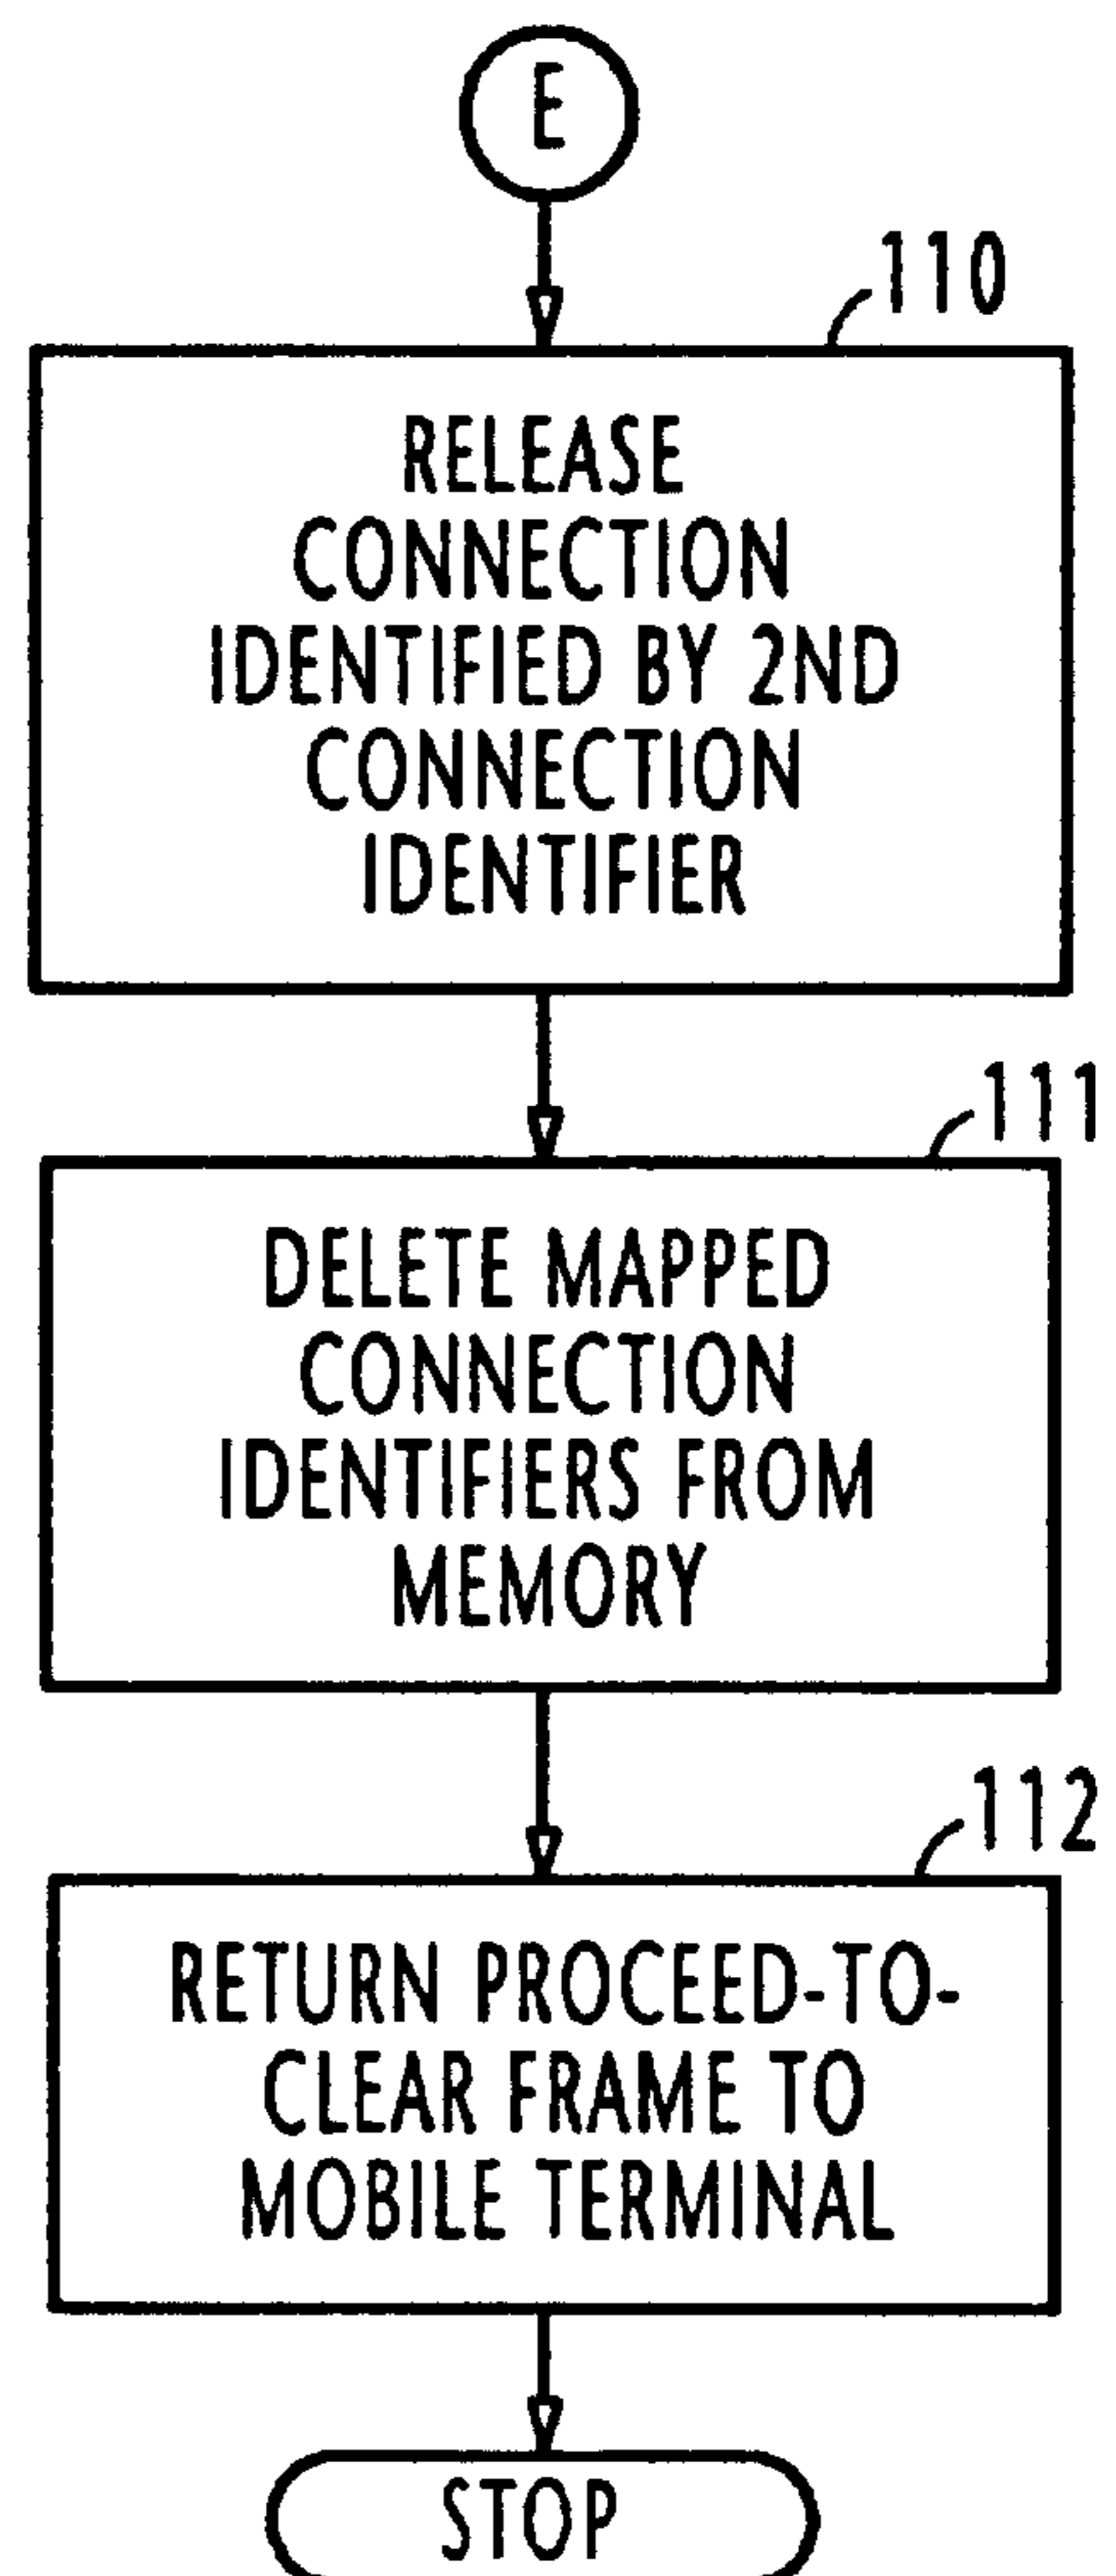 E
110
RELEASE
CONNECTION
IDENTIFIED BY 2ND
CONNECTION
IDENTIFIER
111
DELETE MAPPED
CONNECTION
IDENTIFIERS FROM
MEMORY
112
RETURN PROCEED-TO-
CLEAR FRAME TO
MOBILE TERMINAL
STOP